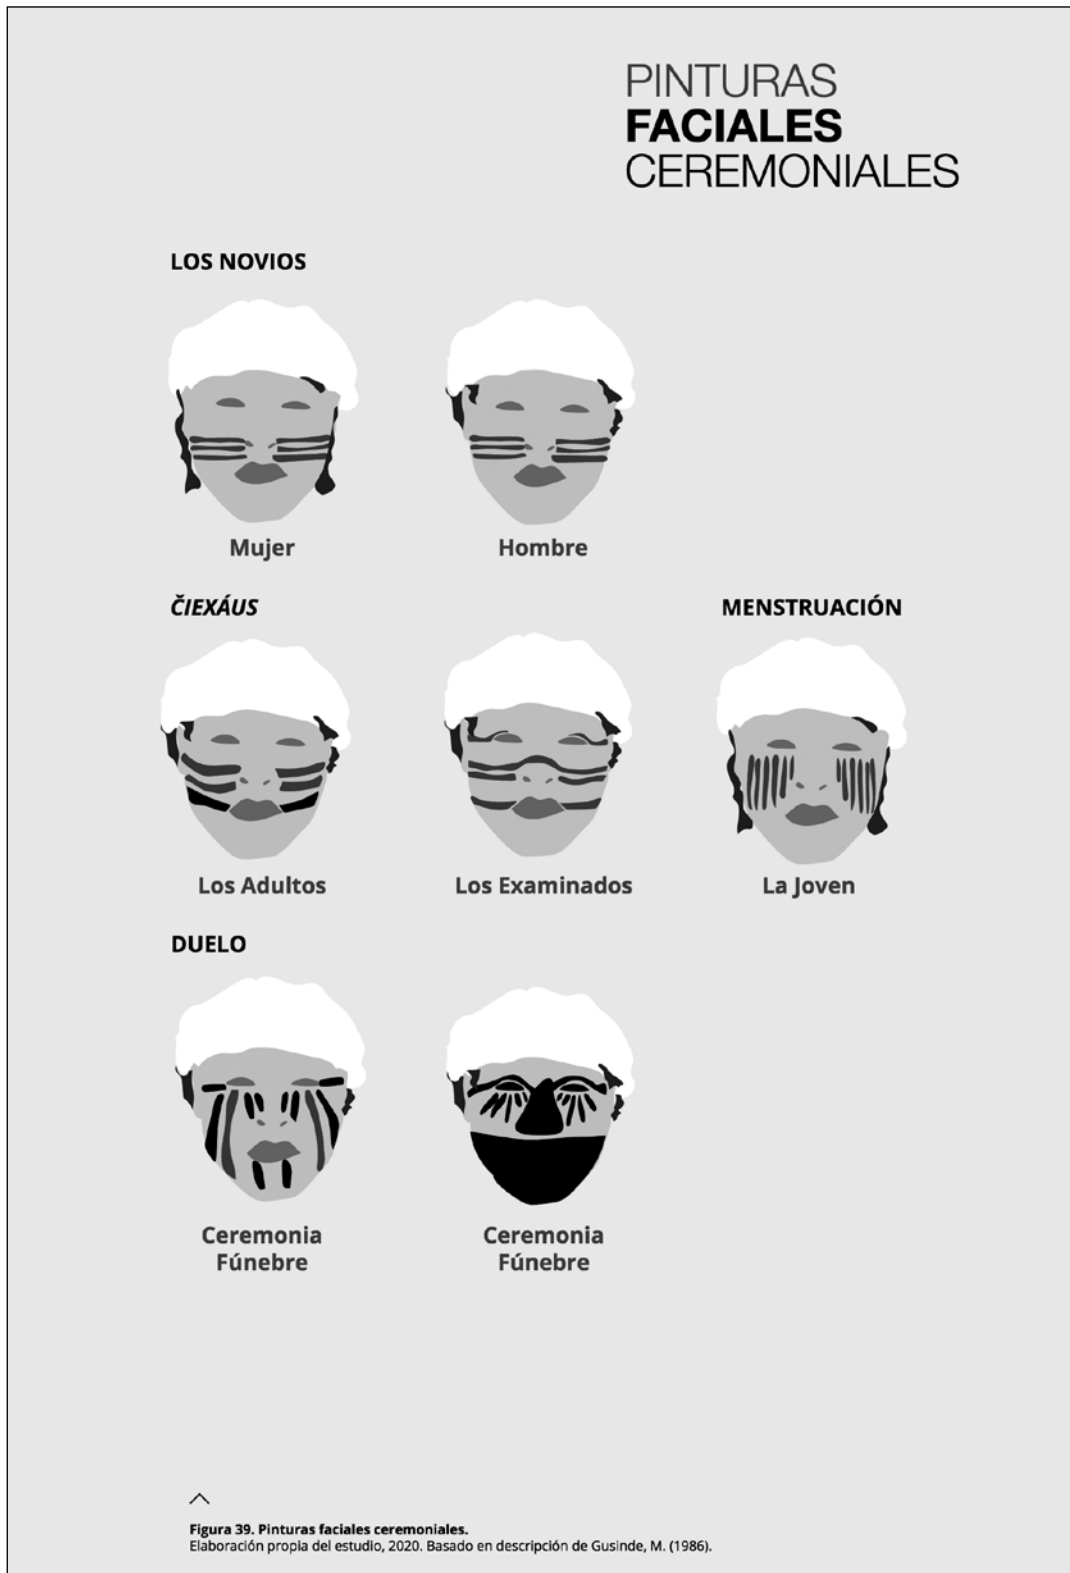 PINTURAS
FACIALES
CEREMONIALES
LOS NOVIOS
Mujer
Hombre
ČIEXÁUS
MENSTRUACIÓN
Los Adultos
Los Examinados
La Joven
DUELO
Ceremonia
Fúnebre
Ceremonia
Fúnebre
Figura 39. Pinturas faciales ceremoniales.
Elaboración propia del estudio, 2020. Basado en descripción de Gusinde, M. (1986).